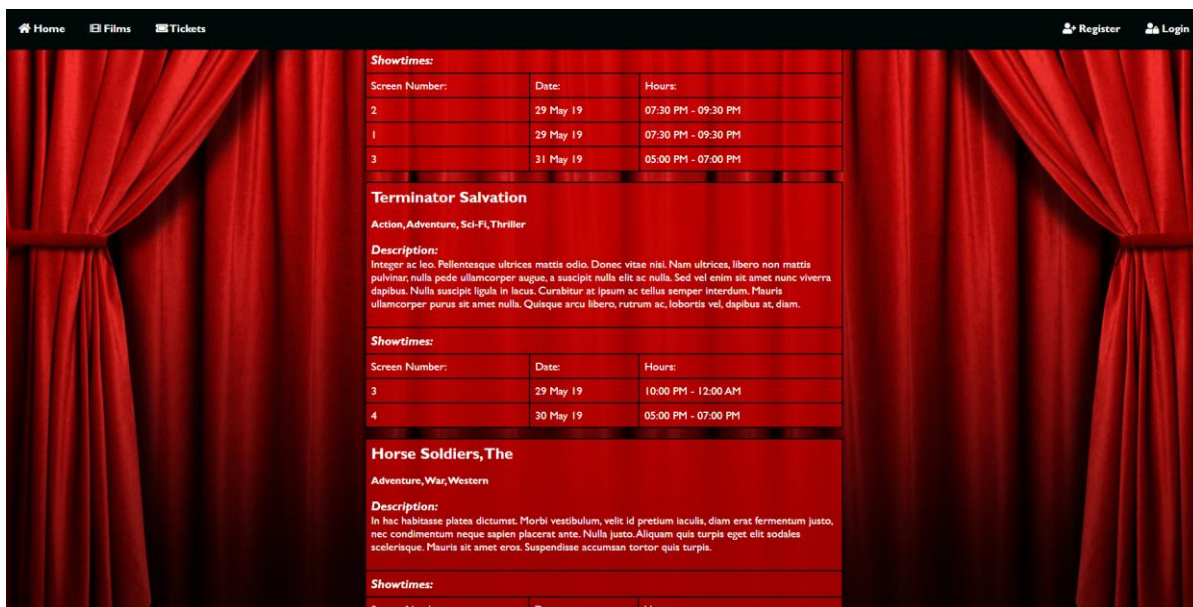 Home Films Tickets Register Login
Showtimes:
Screen Number: Date: Hours:
2 29 May 19 07:30 PM - 09:30 PM
1 29 May 19 07:30 PM - 09:30 PM
3 31 May 19 05:00 PM - 07:00 PM
Terminator Salvation
Action, Adventure, Sci-Fi, Thriller
Description:
Integer ac leo. Pellentesque ultrices mattis odio. Donec vitae nisi. Nam ultrices, libero non mattis
pulvinar, nulla pede ullamcorper augue, a suscipit nulla elit ac nulla. Sed vel enim sit amet nunc viverra
dapibus. Nulla suscipit ligula in lacus. Curabitur at ipsum ac tellus semper interdum. Mauris
ullamcorper purus sit amet nulla. Quisque arcu libero, rutrum ac, lobortis vel, dapibus at, diam.
Showtimes:
Screen Number: Date: Hours:
3 29 May 19 10:00 PM - 12:00 AM
4 30 May 19 05:00 PM - 07:00 PM
Horse Soldiers, The
Adventure, War, Western
Description:
In hac habitasse platea dictumst. Morbi vestibulum, velit id pretium iaculis, diam erat fermentum justo,
nec condimentum neque sapien placerat ante. Nulla justo. Aliquam quis turpis eget elit sodales
scelerisque. Mauris sit amet eros. Suspendisse accumsan tortor quis turpis.
Showtimes: